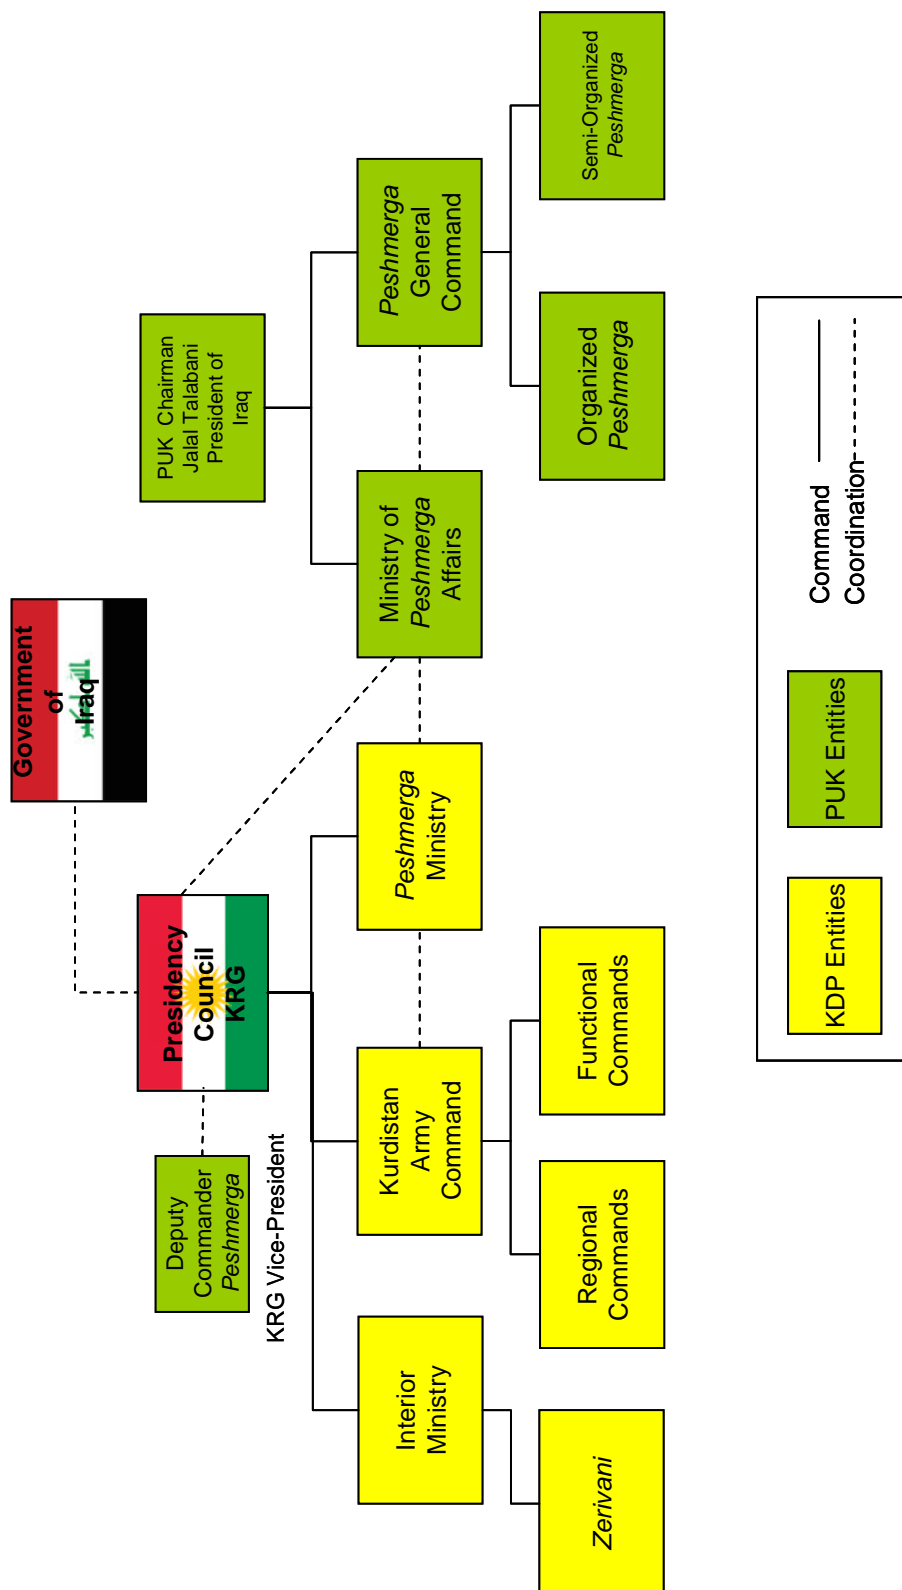 Government
of
Iraq
Deputy
Commander
Peshmerga
KRG Vice-President
Presidency
Council
KRG
PUK Chairman
Jalal Talabani
President of
Iraq
Interior
Ministry
Kurdistan
Army
Command
Peshmerga
Ministry
Ministry of
Peshmerga
Affairs
Peshmerga
General
Command
Zerivani
Regional
Commands
Functional
Commands
Organized
Peshmerga
Semi-Organized
Peshmerga
KDP Entities
PUK Entities
Command
Coordination